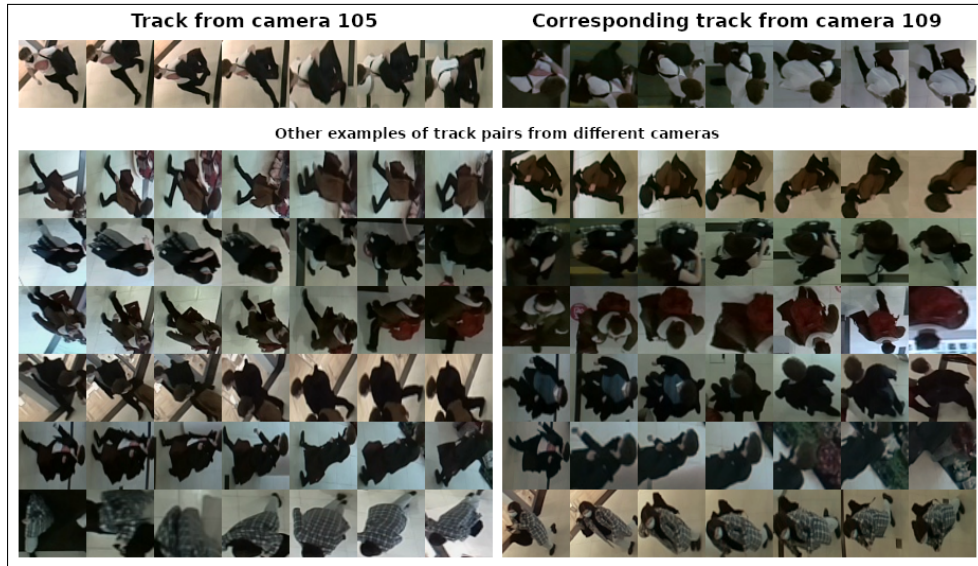 Track from camera 105
Corresponding track from camera 109
Other examples of track pairs from different cameras